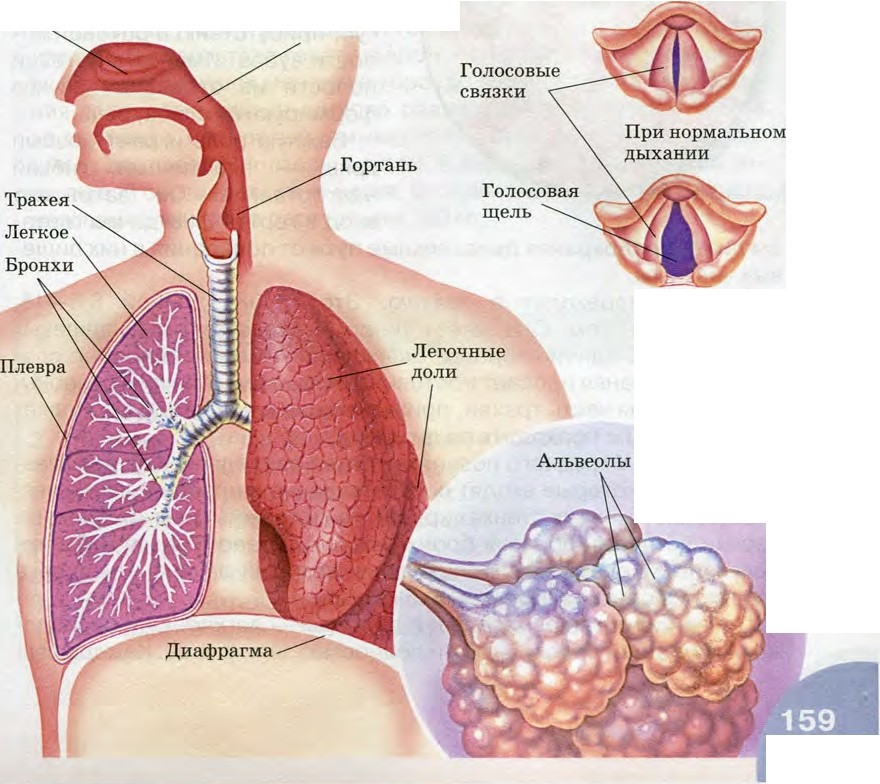 Голосовые
связки
При нормальном
дыхании
Гортань
Голосовая
щель
Трахея
Легкое
Бронхи
Плевра
Легочные
доли
Альвеолы
Диафрагма
159